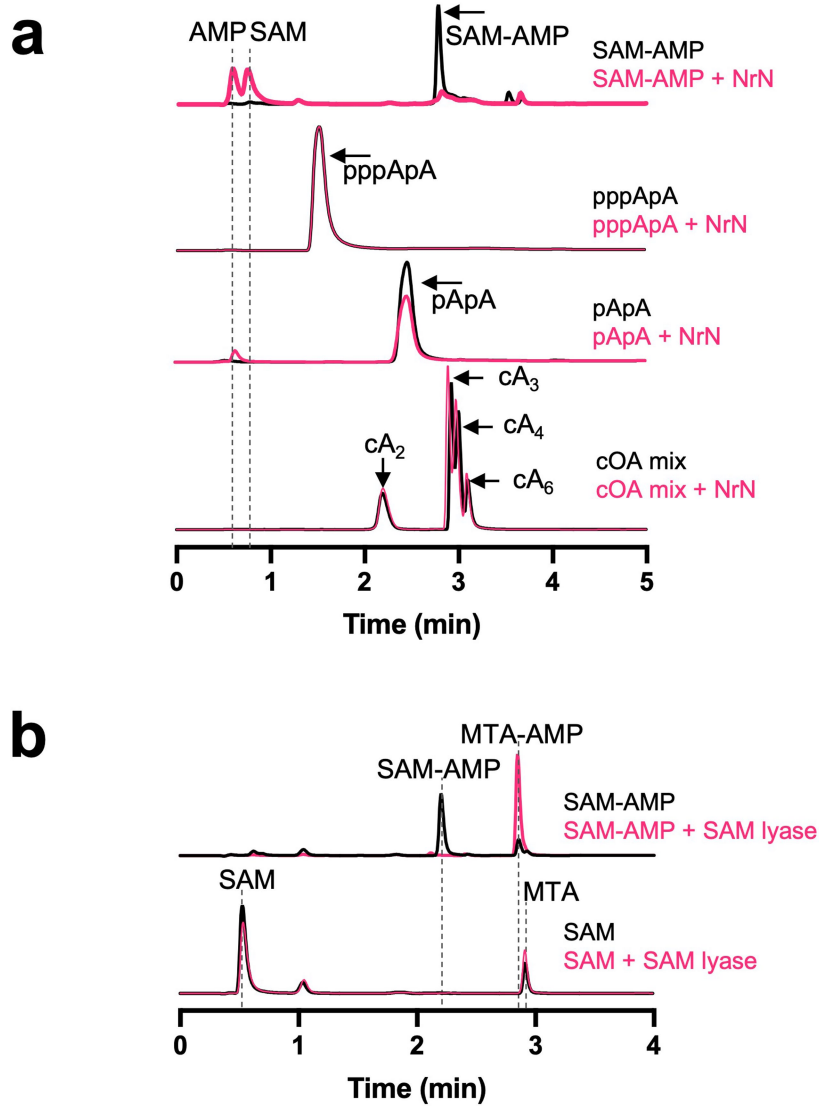 a
AMP SAM
SAM-AMP
SAM-AMP
SAM-AMP + NrN
pppApA
pppApA
pppApA + NrN
pApA
pApA
pApA + NrN
cA3
cA4
cA2
cA6
cOA mix
cOA mix + NrN
0 1 2 3 4 5
Time (min)
b
MTA-AMP
SAM-AMP
SAM-AMP
SAM-AMP + SAM lyase
SAM
MTA
SAM
SAM + SAM lyase
0 1 2 3 4
Time (min)